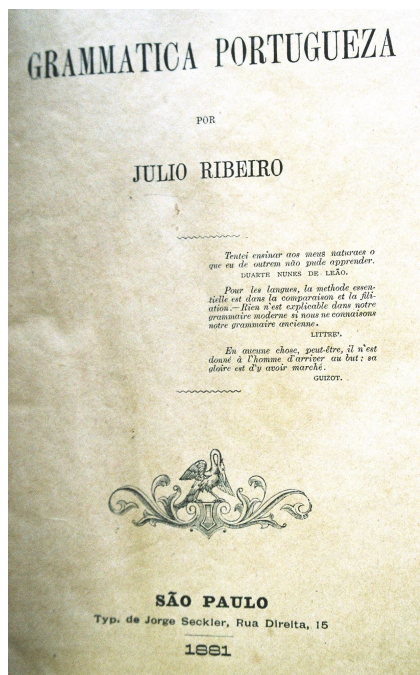 GRAMMATICA PORTUGUEZA
POR
JULIO RIBEIRO
Tentei ensinar aos meus naturaes o
que eu de outrem não pude apprender.
DUARTE NUNES DE LEÃO.
Pour les langues, la methode essen-
tielle est dans la comparaison et la fili-
ation.—Rien n'est explicable dans notre
grammaire moderne si nous ne connaisons
notre grammaire ancienne.
LITTRE'.
En aucune chose, peut-être, il n'est
donné à l'homme d'arriver au but; sa
gloire est d'y avoir marché.
GUIZOT.
SÃO PAULO
Typ. de Jorge Seckler, Rua Direita, 15
1881